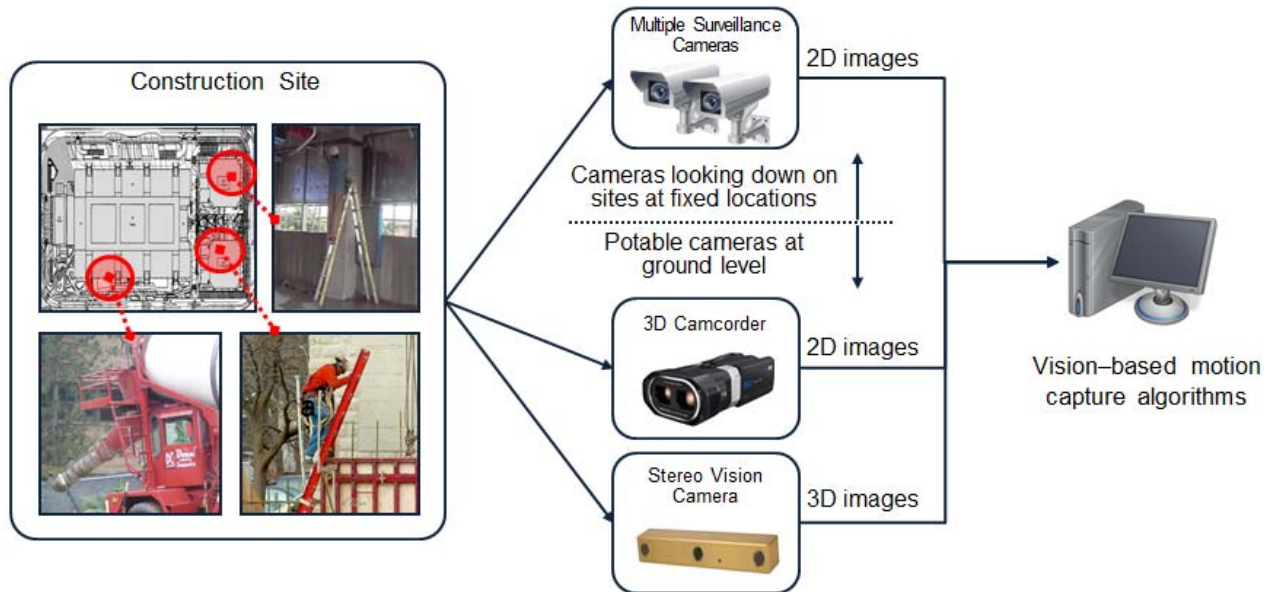 Construction Site
Multiple Surveillance
Cameras
2D images
Cameras looking down on
sites at fixed locations
Potable cameras at
ground level
3D Camcorder
2D images
Stereo Vision
Camera
3D images
Vision–based motion
capture algorithms